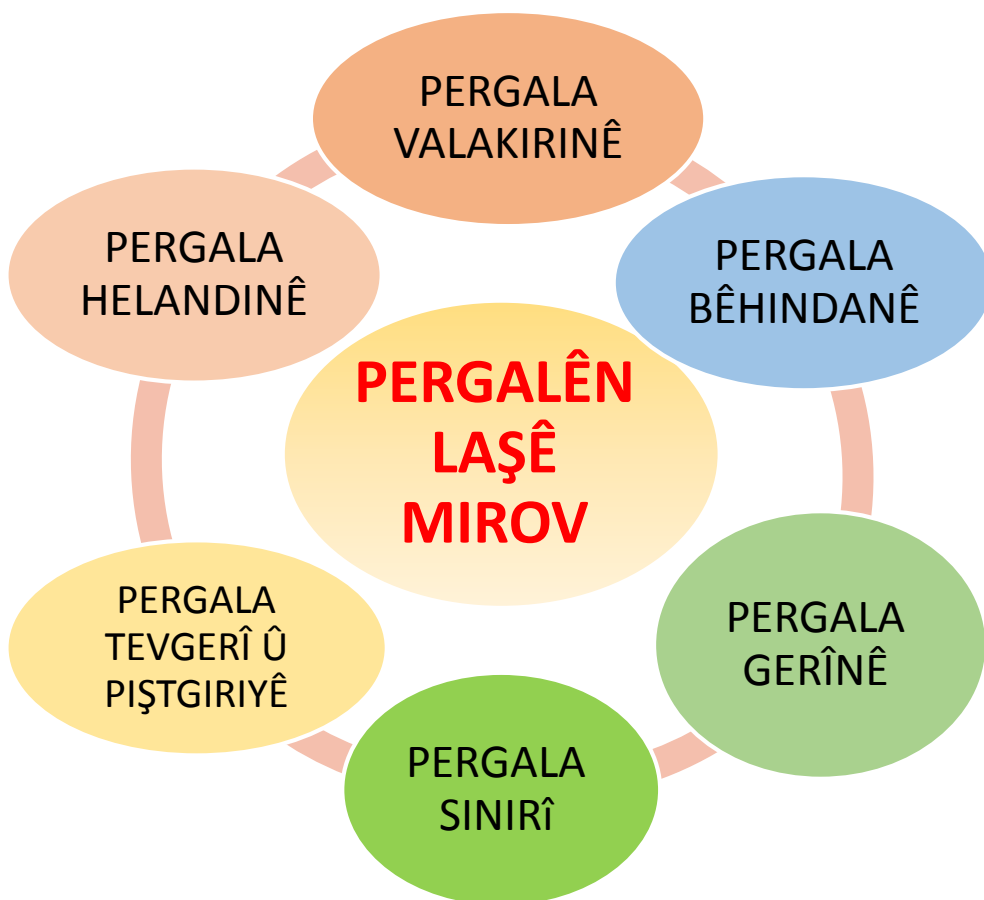 PERGALA
VALAKIRINÊ
PERGALA
BÊHINDANÊ
PERGALA
GERÎNÊ
PERGALA
SINIRî
PERGALA
TEVGERÎ Û
PIŞTGIRIYÊ
PERGALA
HELANDINÊ
PERGALÊN
LAŞÊ
MIROV